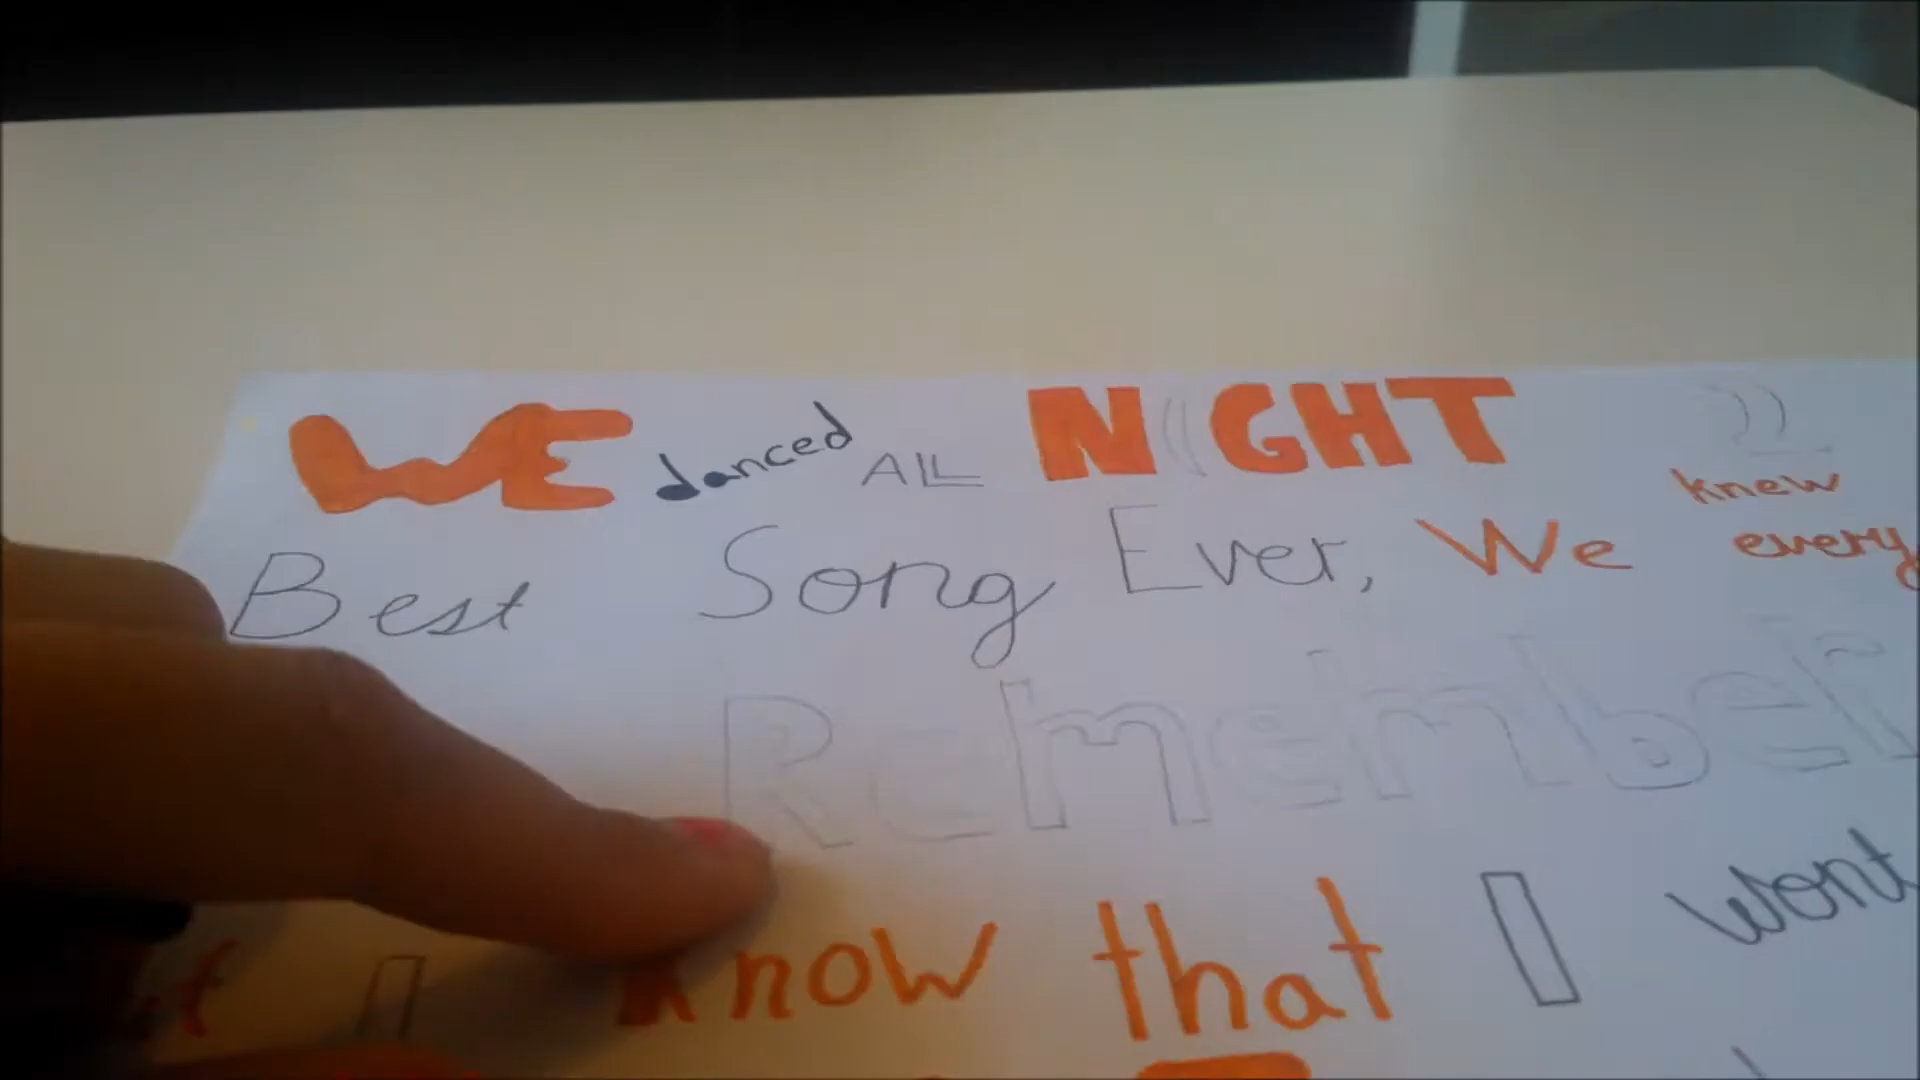 WE danced ALL NIGHT
knew
Best Song Ever, We every
Remember
I know that I wont